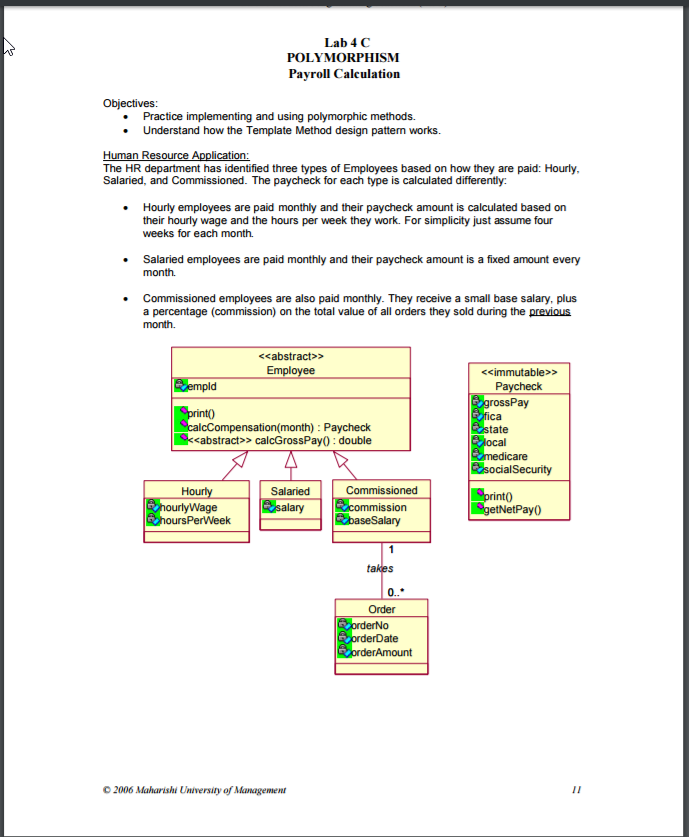 Lab 4 C
POLYMORPHISM
Payroll Calculation
Objectives:
• Practice implementing and using polymorphic methods.
• Understand how the Template Method design pattern works.
Human Resource Application:
The HR department has identified three types of Employees based on how they are paid: Hourly,
Salaried, and Commissioned. The paycheck for each type is calculated differently:
• Hourly employees are paid monthly and their paycheck amount is calculated based on
their hourly wage and the hours per week they work. For simplicity just assume four
weeks for each month.
• Salaried employees are paid monthly and their paycheck amount is a fixed amount every
month.
• Commissioned employees are also paid monthly. They receive a small base salary, plus
a percentage (commission) on the total value of all orders they sold during the previous
month.
<<abstract>>
Employee
empId
print()
calcCompensation(month) : Paycheck
<<abstract>> calcGrossPay() : double
<<immutable>>
Paycheck
grossPay
fica
state
local
medicare
socialSecurity
print()
getNetPay()
Hourly
hourlyWage
hoursPerWeek
Salaried
salary
Commissioned
commission
baseSalary
1
takes
0..*
Order
orderNo
orderDate
orderAmount
© 2006 Maharishi University of Management
11